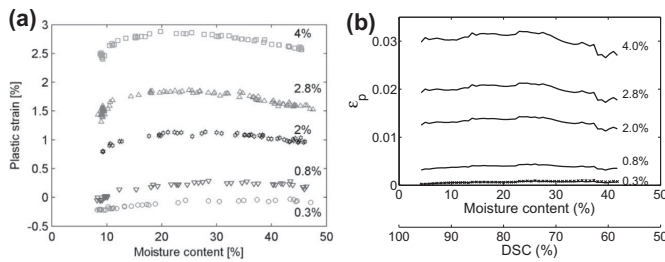 (a)
Plastic strain [%]
3
2.5
2
1.5
1
0.5
0
-0.5
4%
2.8%
2%
0.8%
0.3%
0 10 20 30 40 50
Moisture content [%]
(b)
εp
0.03
0.02
0.01
0
4.0%
2.8%
2.0%
0.8%
0.3%
0 10 20 30 40 50
Moisture content (%)
100 90 80 70 60 50
DSC (%)